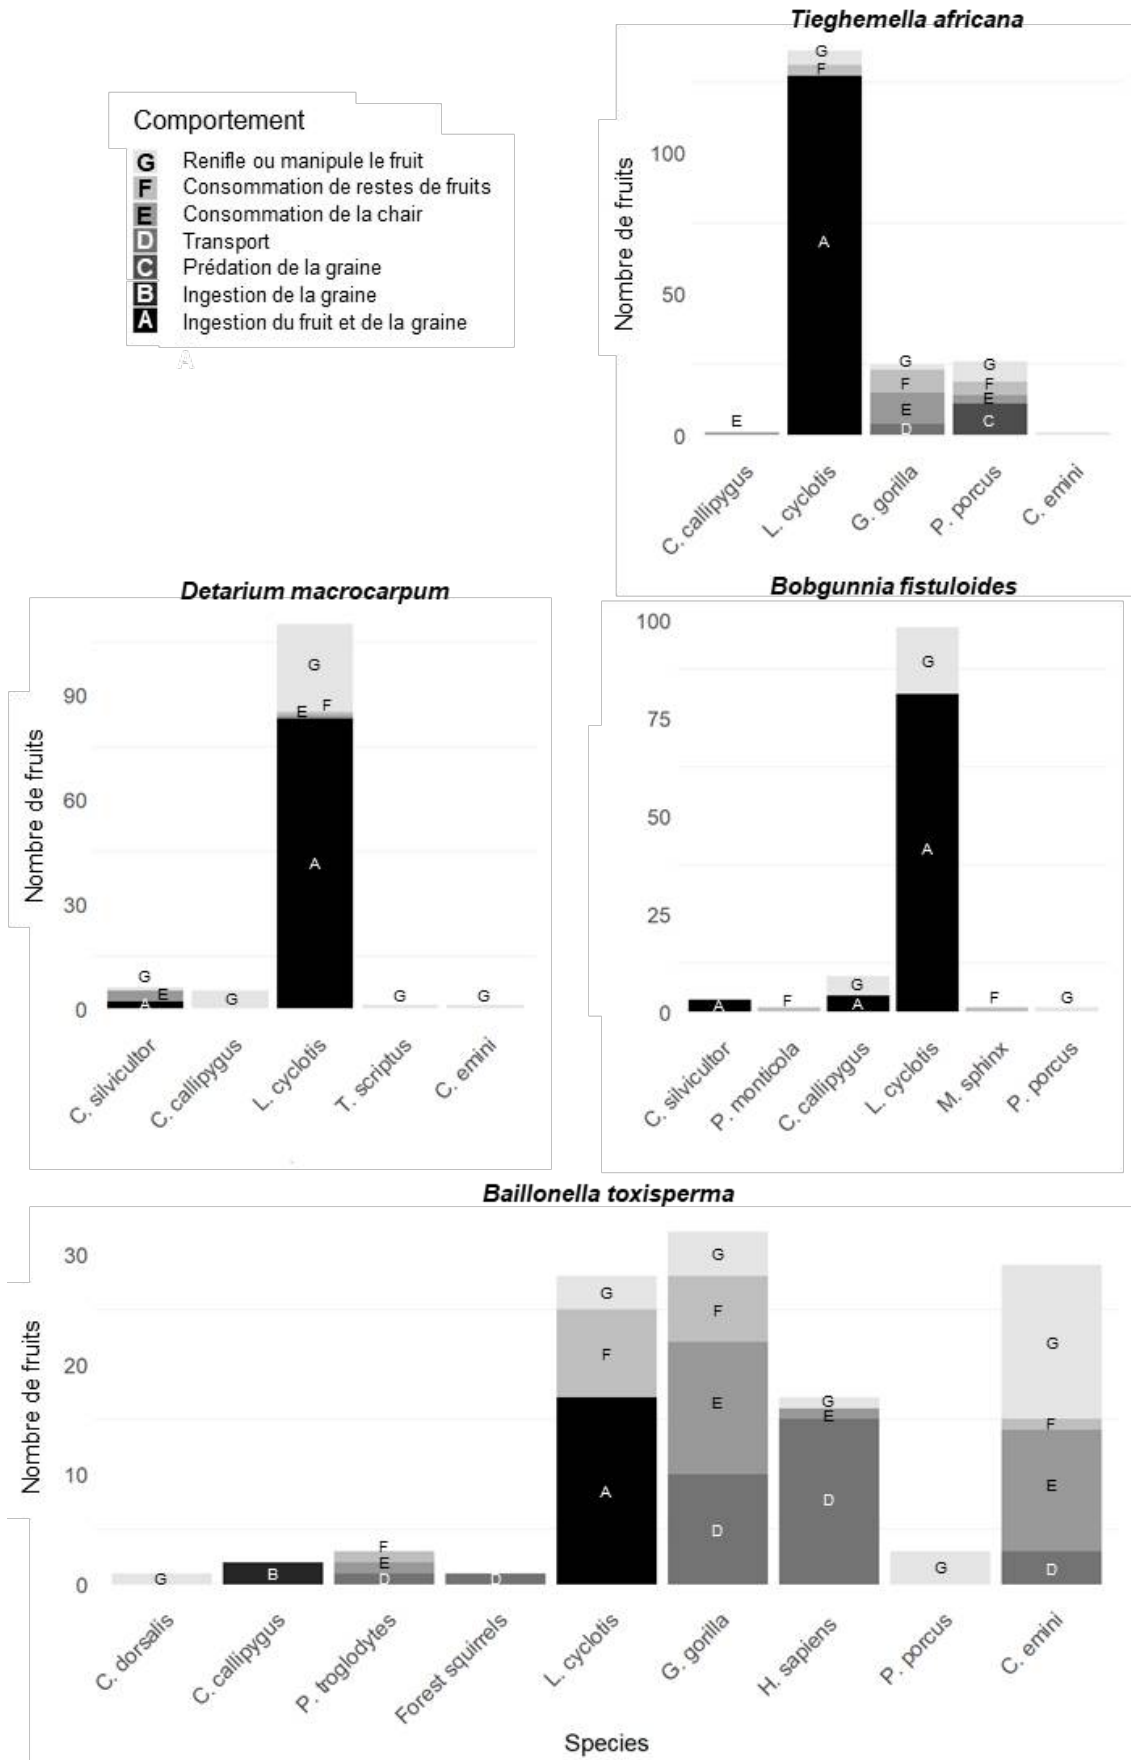 Tieghemella africana
Comportement
G Renifle ou manipule le fruit
F Consommation de restes de fruits
E Consommation de la chair
D Transport
C Prédation de la graine
B Ingestion de la graine
A Ingestion du fruit et de la graine
A
Nombre de fruits
100
50
0
E
G
F
A
G
F
E
D
G
F
E
C
C. callipygus
L. cyclotis
G. gorilla
P. porcus
C. emini
Detarium macrocarpum
Nombre de fruits
90
60
30
0
G
E
A
G
G
E F
A
G
G
C. silvicultor
C. callipygus
L. cyclotis
T. scriptus
C. emini
Bobgunnia fistuloides
100
75
50
25
0
Nombre de fruits
A
F
G
A
G
A
F
G
C. silvicultor
P. monticola
C. callipygus
L. cyclotis
M. sphinx
P. porcus
Baillonella toxisperma
Nombre de fruits
30
20
10
0
G
B
F
E
D
D
G
F
A
G
F
E
D
G
E
D
G
G
F
E
D
C. dorsalis
C. callipygus
P. troglodytes
Forest squirrels
L. cyclotis
G. gorilla
H. sapiens
P. porcus
C. emini
Species